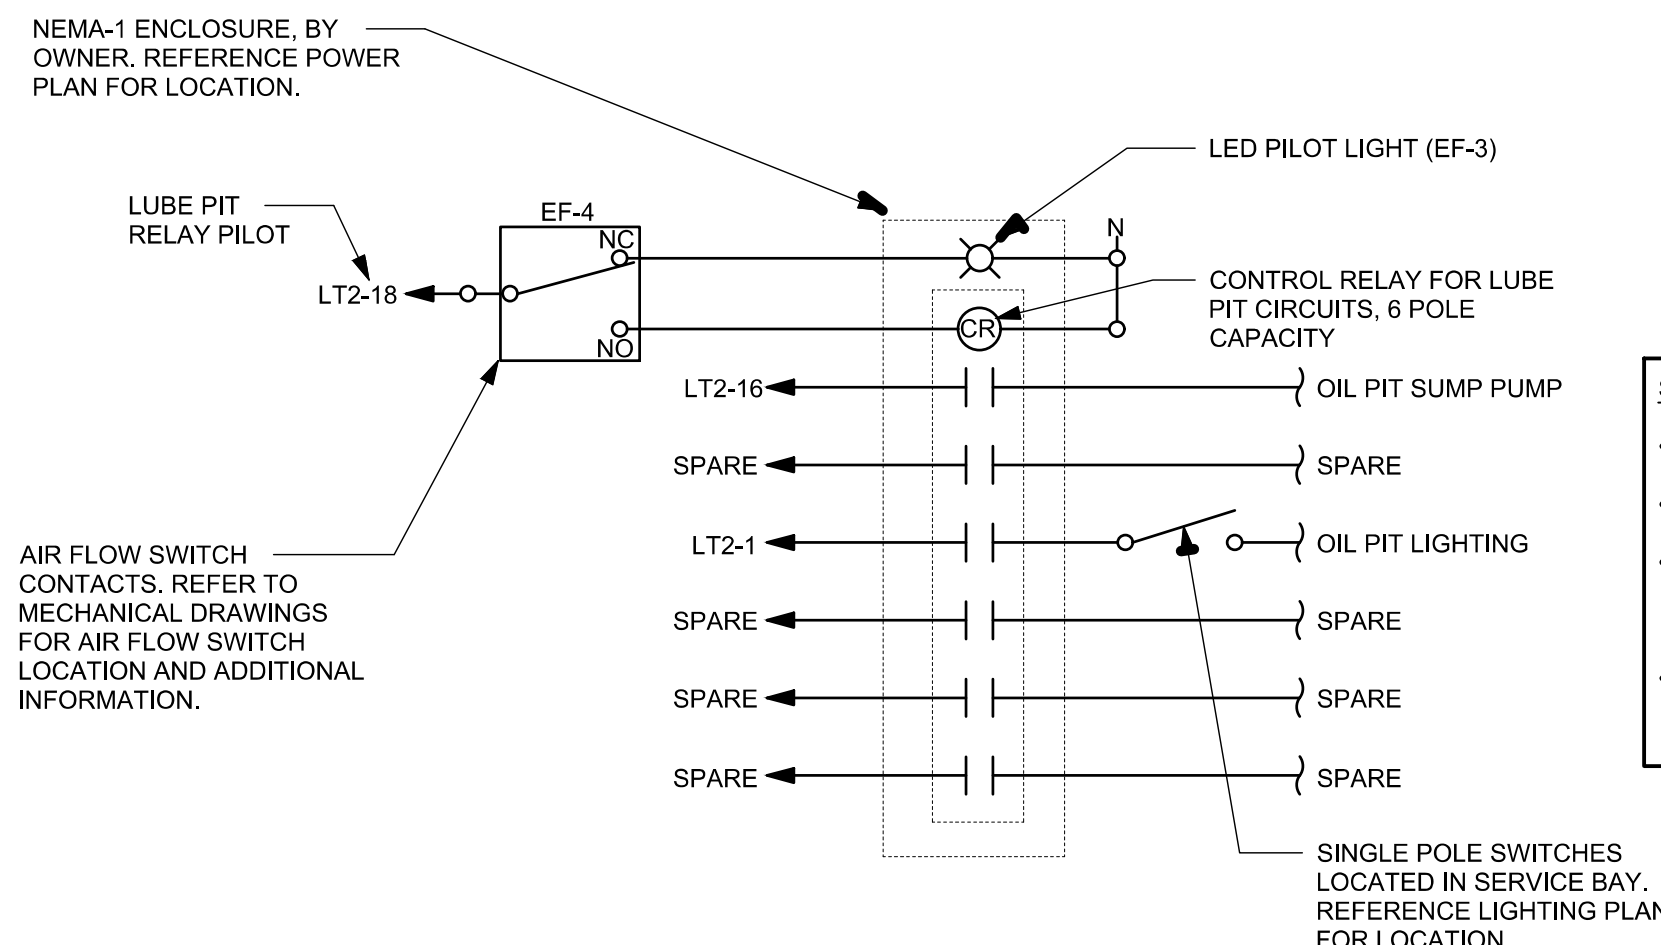 NEMA-1 ENCLOSURE, BY
OWNER. REFERENCE POWER
PLAN FOR LOCATION.
LED PILOT LIGHT (EF-3)
LUBE PIT
RELAY PILOT
EF-4
NC
N
LT2-18
CONTROL RELAY FOR LUBE
PIT CIRCUITS, 6 POLE
CAPACITY
CR
NO
LT2-16
OIL PIT SUMP PUMP
SPARE
SPARE
LT2-1
OIL PIT LIGHTING
AIR FLOW SWITCH
CONTACTS. REFER TO
MECHANICAL DRAWINGS
FOR AIR FLOW SWITCH
LOCATION AND ADDITIONAL
INFORMATION.
SPARE
SPARE
SPARE
SPARE
SPARE
SPARE
SINGLE POLE SWITCHES
LOCATED IN SERVICE BAY.
REFERENCE LIGHTING PLAN
FOR LOCATION